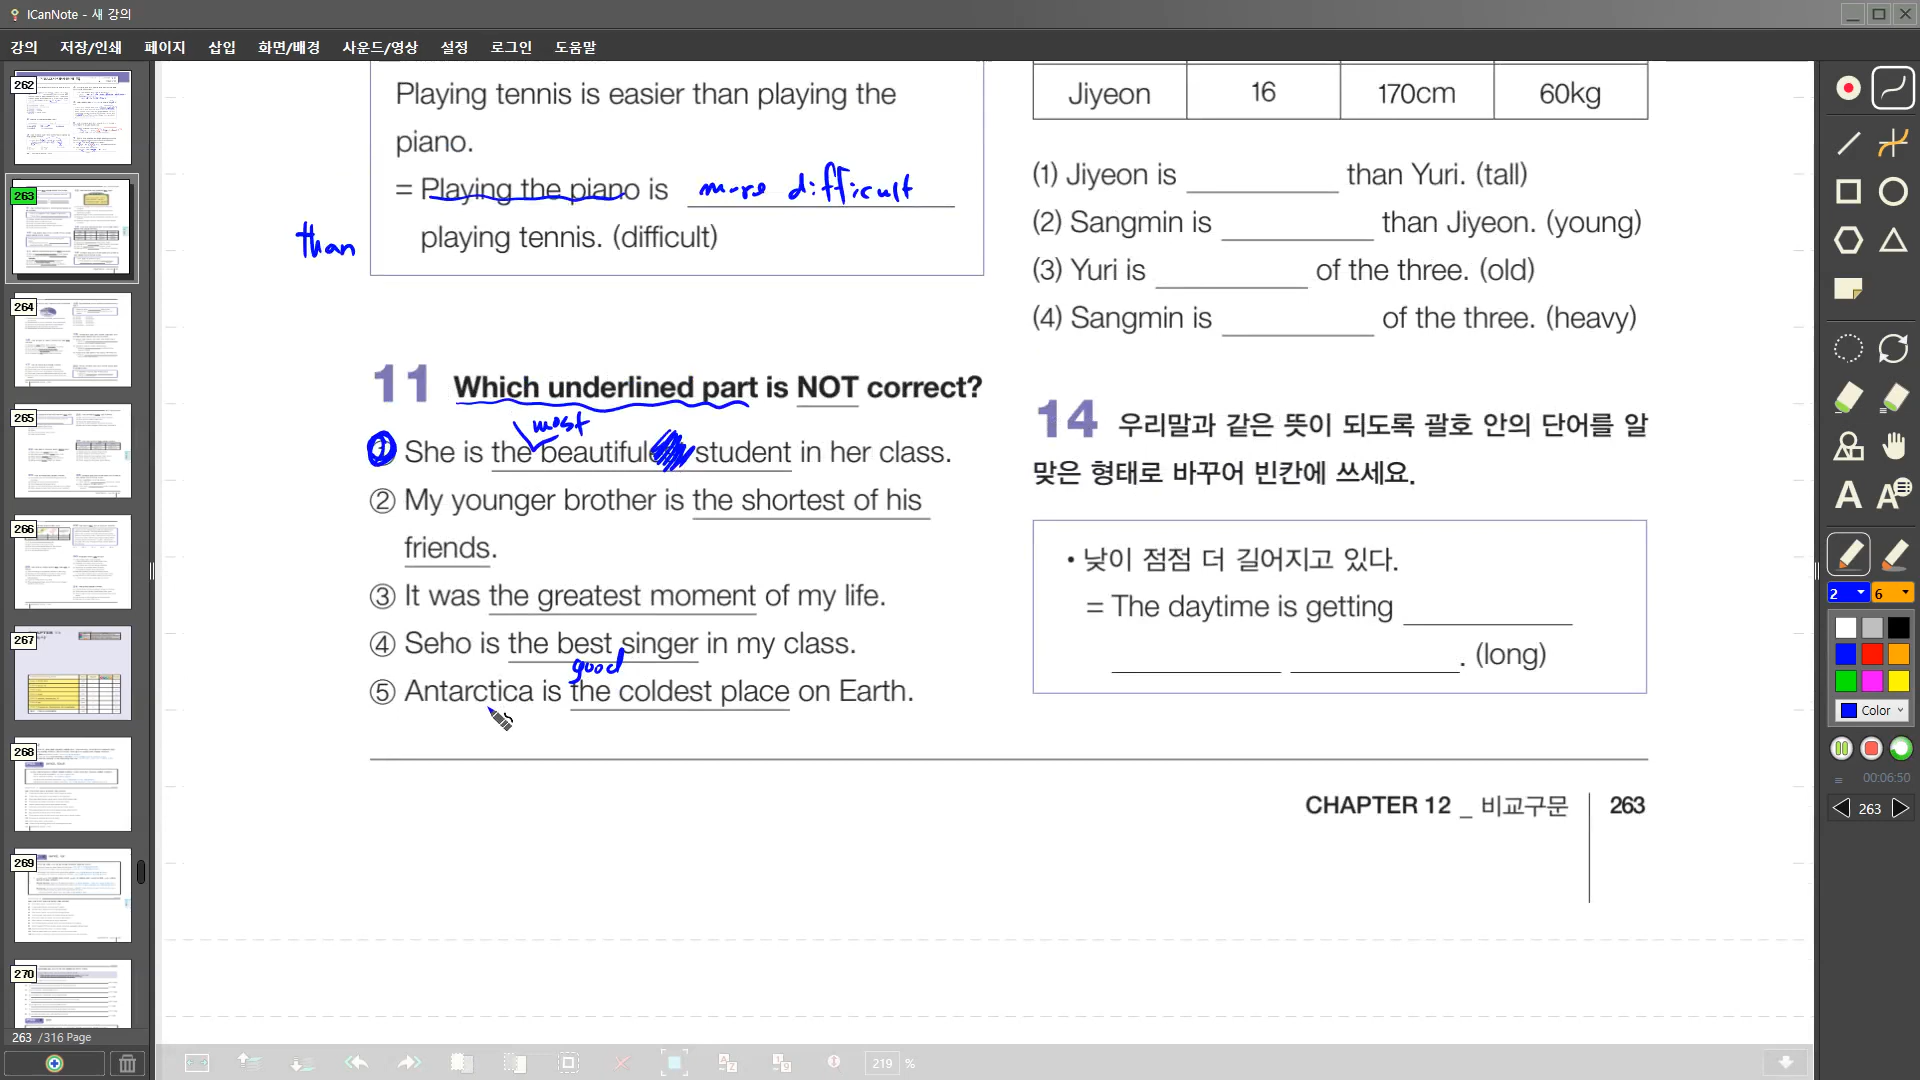 ICanNote - 새 강의
강의 저장/인쇄 페이지 삽입 화면/배경 사운드/영상 설정 로그인 도움말
262
263
264
265
266
267
268
269
270
263 /316 Page
Playing tennis is easier than playing the
piano.
= Playing the piano is more difficult
than playing tennis. (difficult)
11 Which underlined part is NOT correct?
most
① She is the beautiful student in her class.
② My younger brother is the shortest of his
friends.
③ It was the greatest moment of my life.
④ Seho is the best singer in my class.
good
⑤ Antarctica is the coldest place on Earth.
Jiyeon 16 170cm 60kg
(1) Jiyeon is ____________ than Yuri. (tall)
(2) Sangmin is ____________ than Jiyeon. (young)
(3) Yuri is ____________ of the three. (old)
(4) Sangmin is ____________ of the three. (heavy)
14 우리말과 같은 뜻이 되도록 괄호 안의 단어를 알
맞은 형태로 바꾸어 빈칸에 쓰세요.
• 낮이 점점 더 길어지고 있다.
= The daytime is getting ____________
____________ ____________. (long)
CHAPTER 12 _ 비교구문 263
2 6
Color
00:06:50
263
219 %